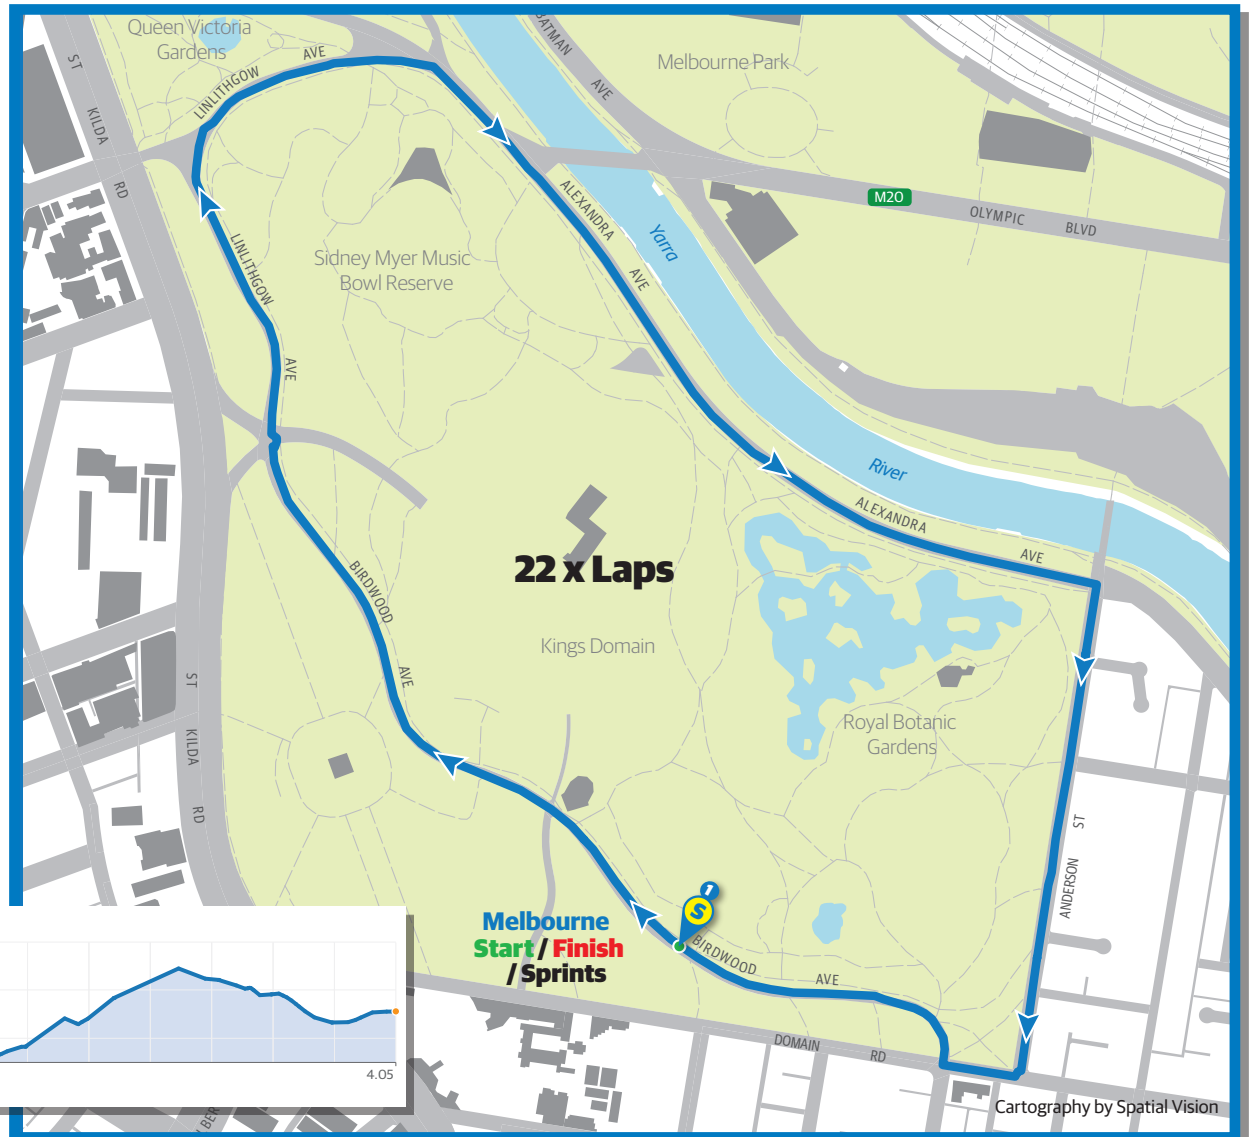 Queen Victoria
Gardens
ST
KILDA
RD
LINLITHGOW
AVE
BATMAN
AVE
Melbourne Park
M20
OLYMPIC
BLVD
Sidney Myer Music
Bowl Reserve
LINLITHGOW
AVE
ALEXANDRA
AVE
Yarra
River
ALEXANDRA
AVE
22 x Laps
Kings Domain
BIRDWOOD
AVE
Royal Botanic
Gardens
ST
KILDA
RD
ANDERSON
ST
1
S
Melbourne
Start / Finish
/ Sprints
BIRDWOOD
AVE
DOMAIN
RD
4.05
Cartography by Spatial Vision